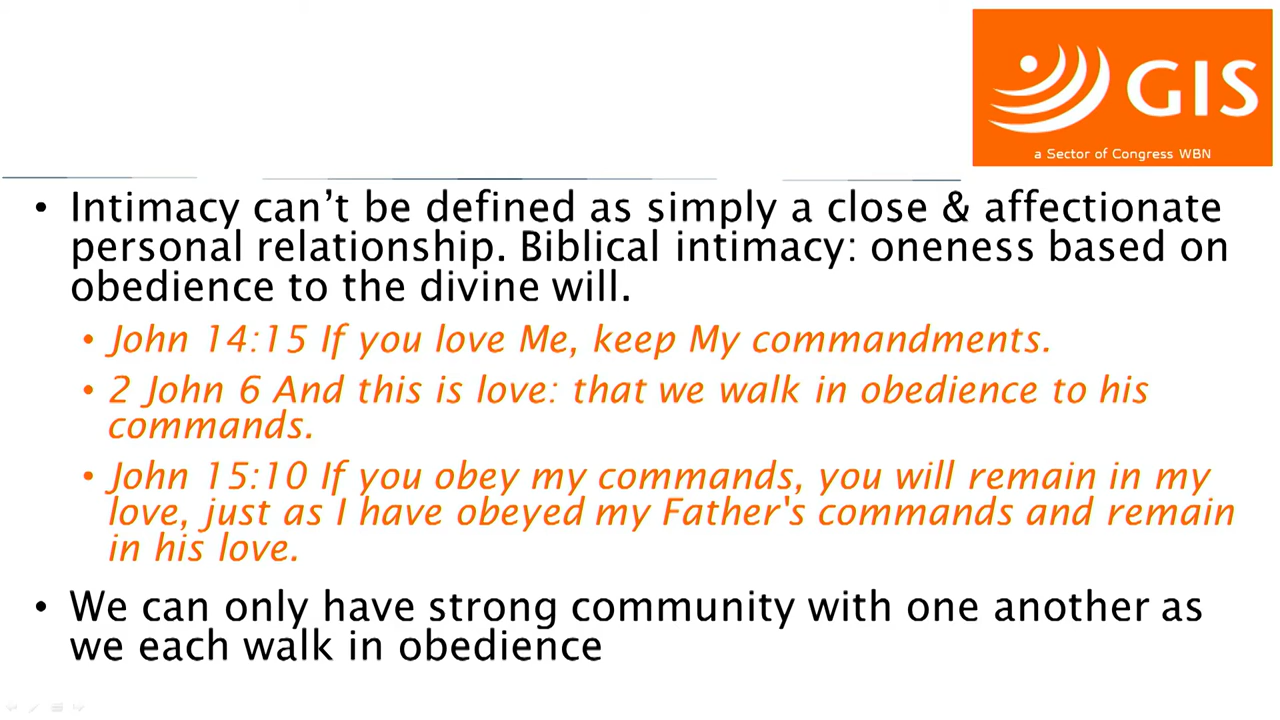 GIS
a Sector of Congress WBN
• Intimacy can’t be defined as simply a close & affectionate
personal relationship. Biblical intimacy: oneness based on
obedience to the divine will.
• John 14:15 If you love Me, keep My commandments.
• 2 John 6 And this is love: that we walk in obedience to his
commands.
• John 15:10 If you obey my commands, you will remain in my
love, just as I have obeyed my Father's commands and remain
in his love.
• We can only have strong community with one another as
we each walk in obedience